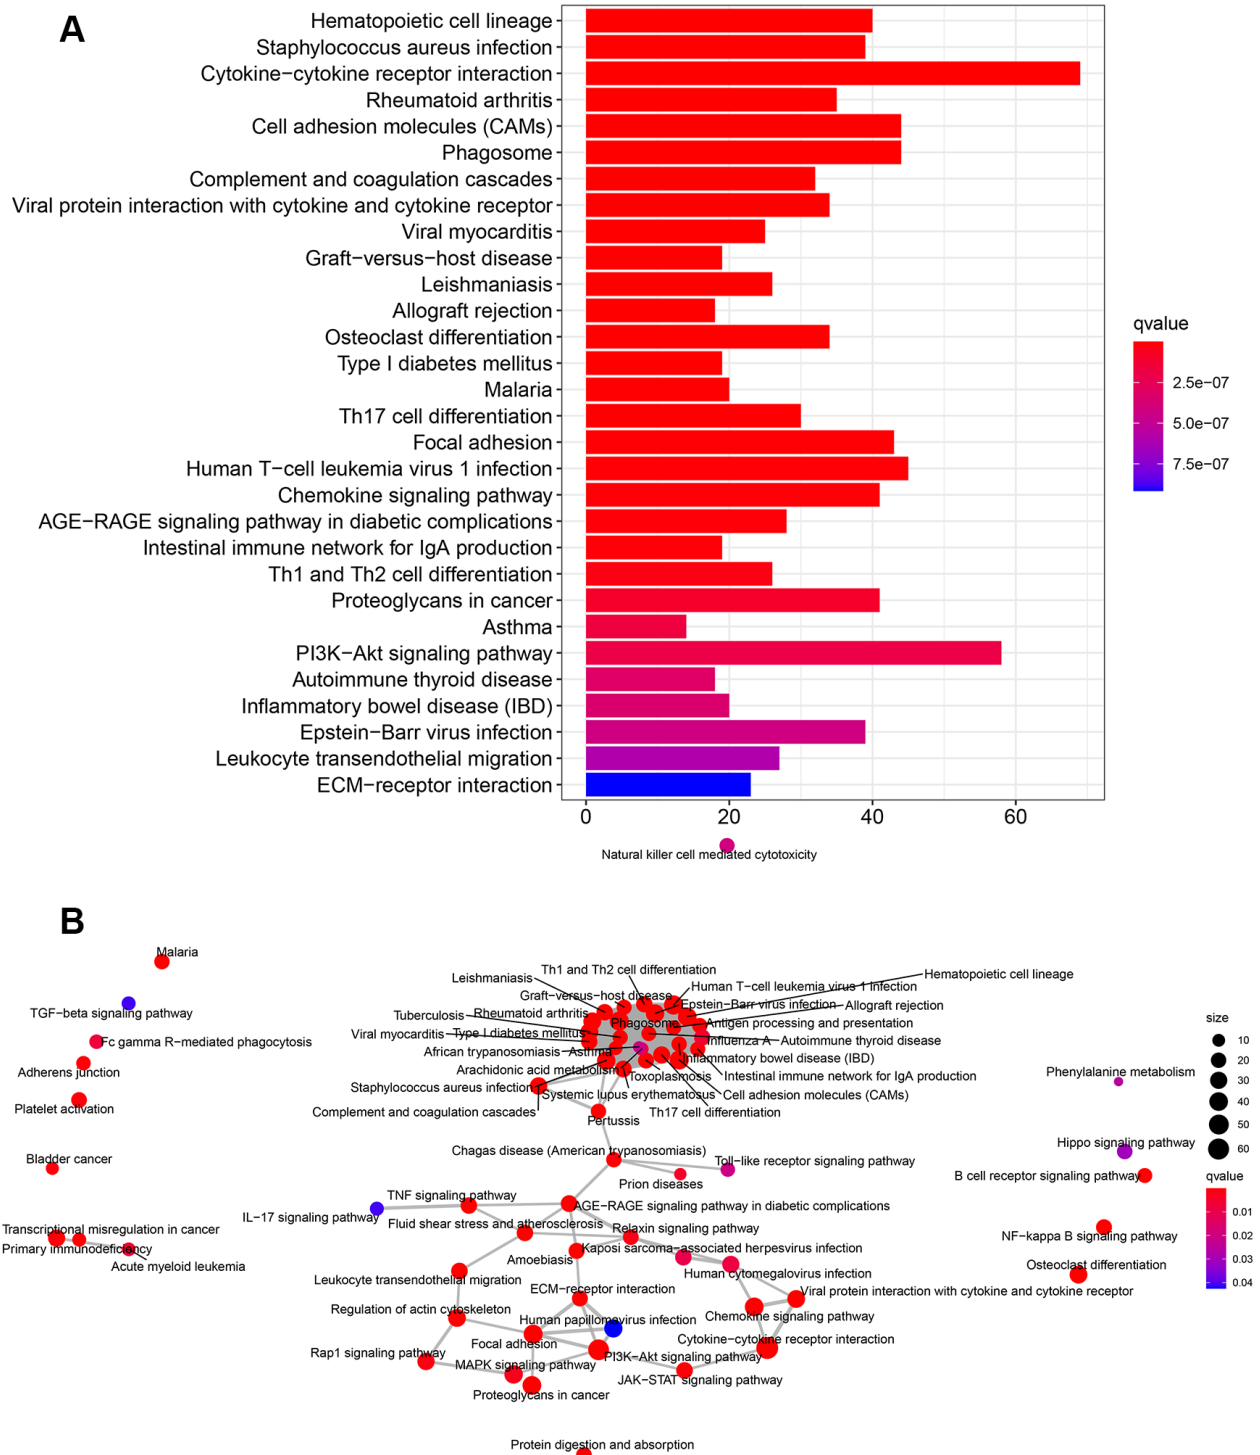 A
Hematopoietic cell lineage
Staphylococcus aureus infection
Cytokine−cytokine receptor interaction
Rheumatoid arthritis
Cell adhesion molecules (CAMs)
Phagosome
Complement and coagulation cascades
Viral protein interaction with cytokine and cytokine receptor
Viral myocarditis
Graft−versus−host disease
Leishmaniasis
Allograft rejection
Osteoclast differentiation
Type I diabetes mellitus
Malaria
Th17 cell differentiation
Focal adhesion
Human T−cell leukemia virus 1 infection
Chemokine signaling pathway
AGE−RAGE signaling pathway in diabetic complications
Intestinal immune network for IgA production
Th1 and Th2 cell differentiation
Proteoglycans in cancer
Asthma
PI3K−Akt signaling pathway
Autoimmune thyroid disease
Inflammatory bowel disease (IBD)
Epstein−Barr virus infection
Leukocyte transendothelial migration
ECM−receptor interaction
0 20 40 60
qvalue
2.5e−07
5.0e−07
7.5e−07
Natural killer cell mediated cytotoxicity
B
Malaria
TGF−beta signaling pathway
Fc gamma R−mediated phagocytosis
Adherens junction
Platelet activation
Bladder cancer
Transcriptional misregulation in cancer
Primary immunodeficiency
Acute myeloid leukemia
Th1 and Th2 cell differentiation
Leishmaniasis
Hematopoietic cell lineage
Human T−cell leukemia virus 1 infection
Graft−versus−host disease
Epstein−Barr virus infection
Allograft rejection
Rheumatoid arthritis
Tuberculosis
Phagosome
Antigen processing and presentation
Viral myocarditis
Type I diabetes mellitus
Influenza A
Autoimmune thyroid disease
African trypanosomiasis
Asthma
Inflammatory bowel disease (IBD)
Arachidonic acid metabolism
Toxoplasmosis
Intestinal immune network for IgA production
Staphylococcus aureus infection
Systemic lupus erythematosus
Cell adhesion molecules (CAMs)
Complement and coagulation cascades
Th17 cell differentiation
Pertussis
Chagas disease (American trypanosomiasis)
Toll−like receptor signaling pathway
Prion diseases
TNF signaling pathway
AGE−RAGE signaling pathway in diabetic complications
IL−17 signaling pathway
Fluid shear stress and atherosclerosis
Relaxin signaling pathway
Kaposi sarcoma−associated herpesvirus infection
Amoebiasis
Human cytomegalovirus infection
Leukocyte transendothelial migration
ECM−receptor interaction
Viral protein interaction with cytokine and cytokine receptor
Regulation of actin cytoskeleton
Human papillomavirus infection
Chemokine signaling pathway
Focal adhesion
Cytokine−cytokine receptor interaction
Rap1 signaling pathway
PI3K−Akt signaling pathway
MAPK signaling pathway
JAK−STAT signaling pathway
Proteoglycans in cancer
Protein digestion and absorption
Phenylalanine metabolism
Hippo signaling pathway
B cell receptor signaling pathway
NF−kappa B signaling pathway
Osteoclast differentiation
size
10
20
30
40
50
60
qvalue
0.01
0.02
0.03
0.04